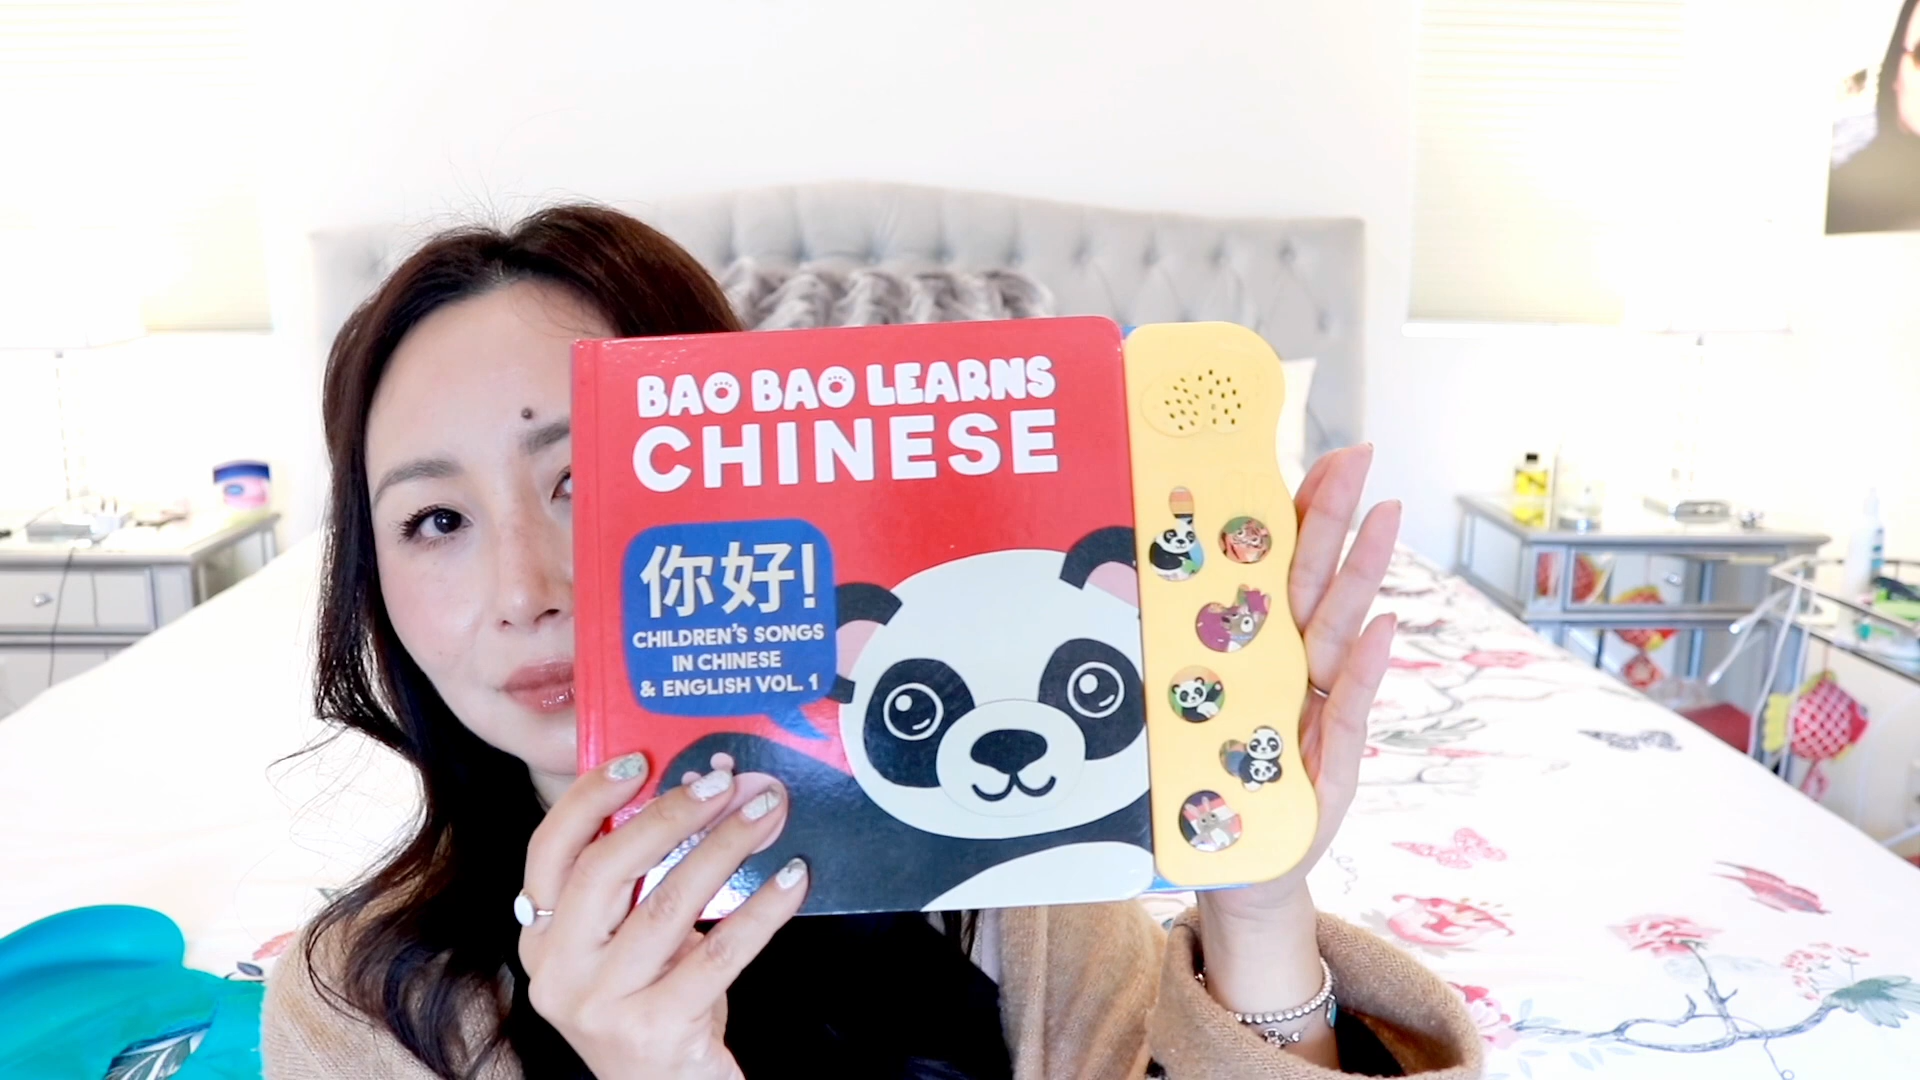 BAO BAO LEARNS
CHINESE
你好!
CHILDREN'S SONGS
IN CHINESE
& ENGLISH VOL. 1